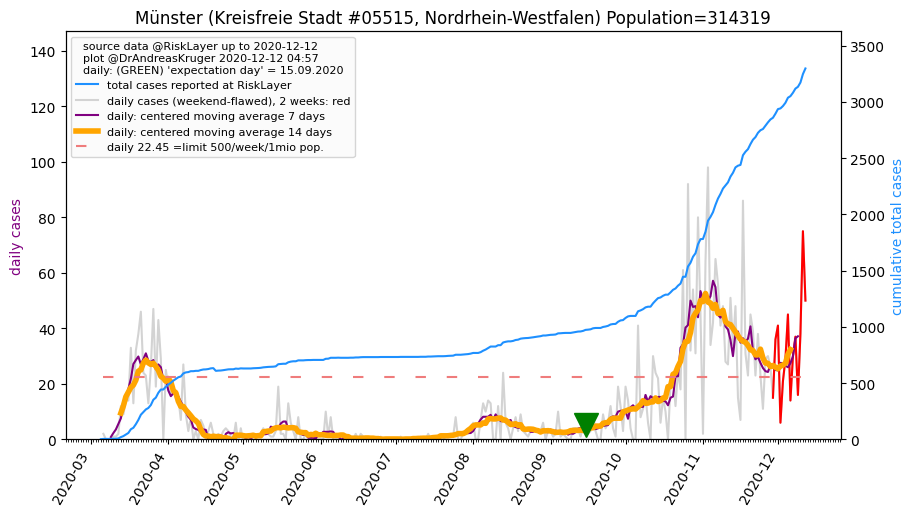 Münster (Kreisfreie Stadt #05515, Nordrhein-Westfalen) Population=314319
source data @RiskLayer up to 2020-12-12
plot @DrAndreasKruger 2020-12-12 04:57
daily: (GREEN) 'expectation day' = 15.09.2020
total cases reported at RiskLayer
daily cases (weekend-flawed), 2 weeks: red
daily: centered moving average 7 days
daily: centered moving average 14 days
daily 22.45 =limit 500/week/1mio pop.
daily cases
140
120
100
80
60
40
20
0
cumulative total cases
3500
3000
2500
2000
1500
1000
500
0
2020-03
2020-04
2020-05
2020-06
2020-07
2020-08
2020-09
2020-10
2020-11
2020-12